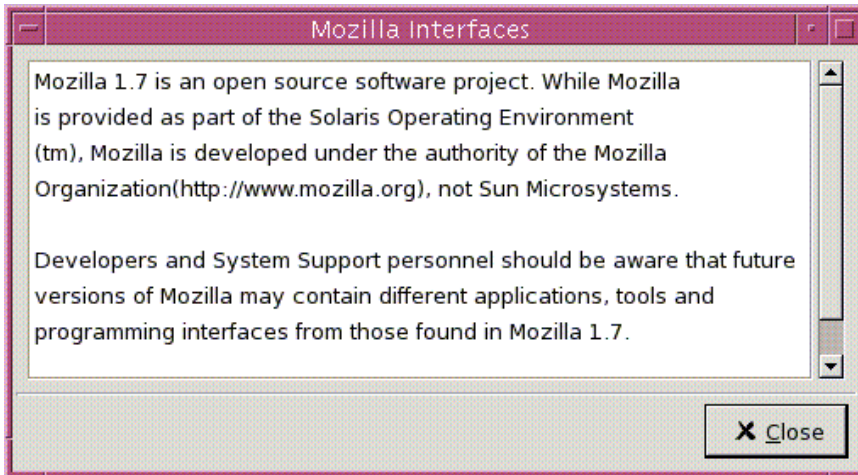 Mozilla Interfaces
Mozilla 1.7 is an open source software project. While Mozilla
is provided as part of the Solaris Operating Environment
(tm), Mozilla is developed under the authority of the Mozilla
Organization(http://www.mozilla.org), not Sun Microsystems.
Developers and System Support personnel should be aware that future
versions of Mozilla may contain different applications, tools and
programming interfaces from those found in Mozilla 1.7.
Close